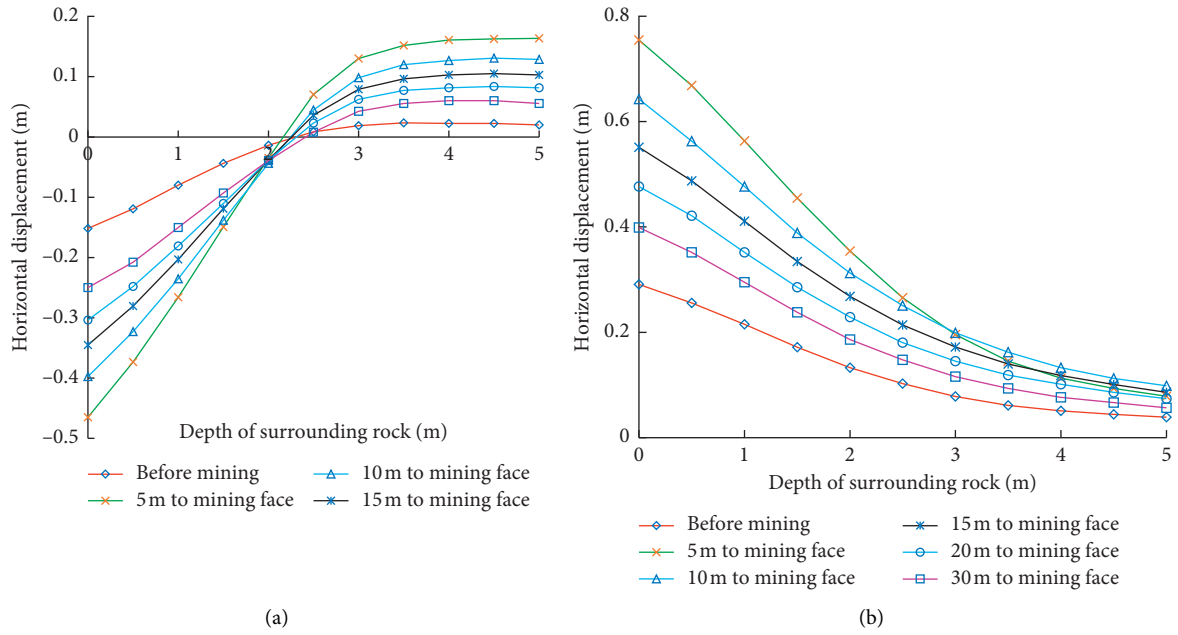 0.2
0.1
0
–0.1
–0.2
–0.3
–0.4
–0.5
0
1
2
3
4
5
Horizontal displacement (m)
Depth of surrounding rock (m)
Before mining
5 m to mining face
10 m to mining face
15 m to mining face
(a)
0.8
0.6
0.4
0.2
0
0
1
2
3
4
5
Horizontal displacement (m)
Depth of surrounding rock (m)
Before mining
5 m to mining face
10 m to mining face
15 m to mining face
20 m to mining face
30 m to mining face
(b)